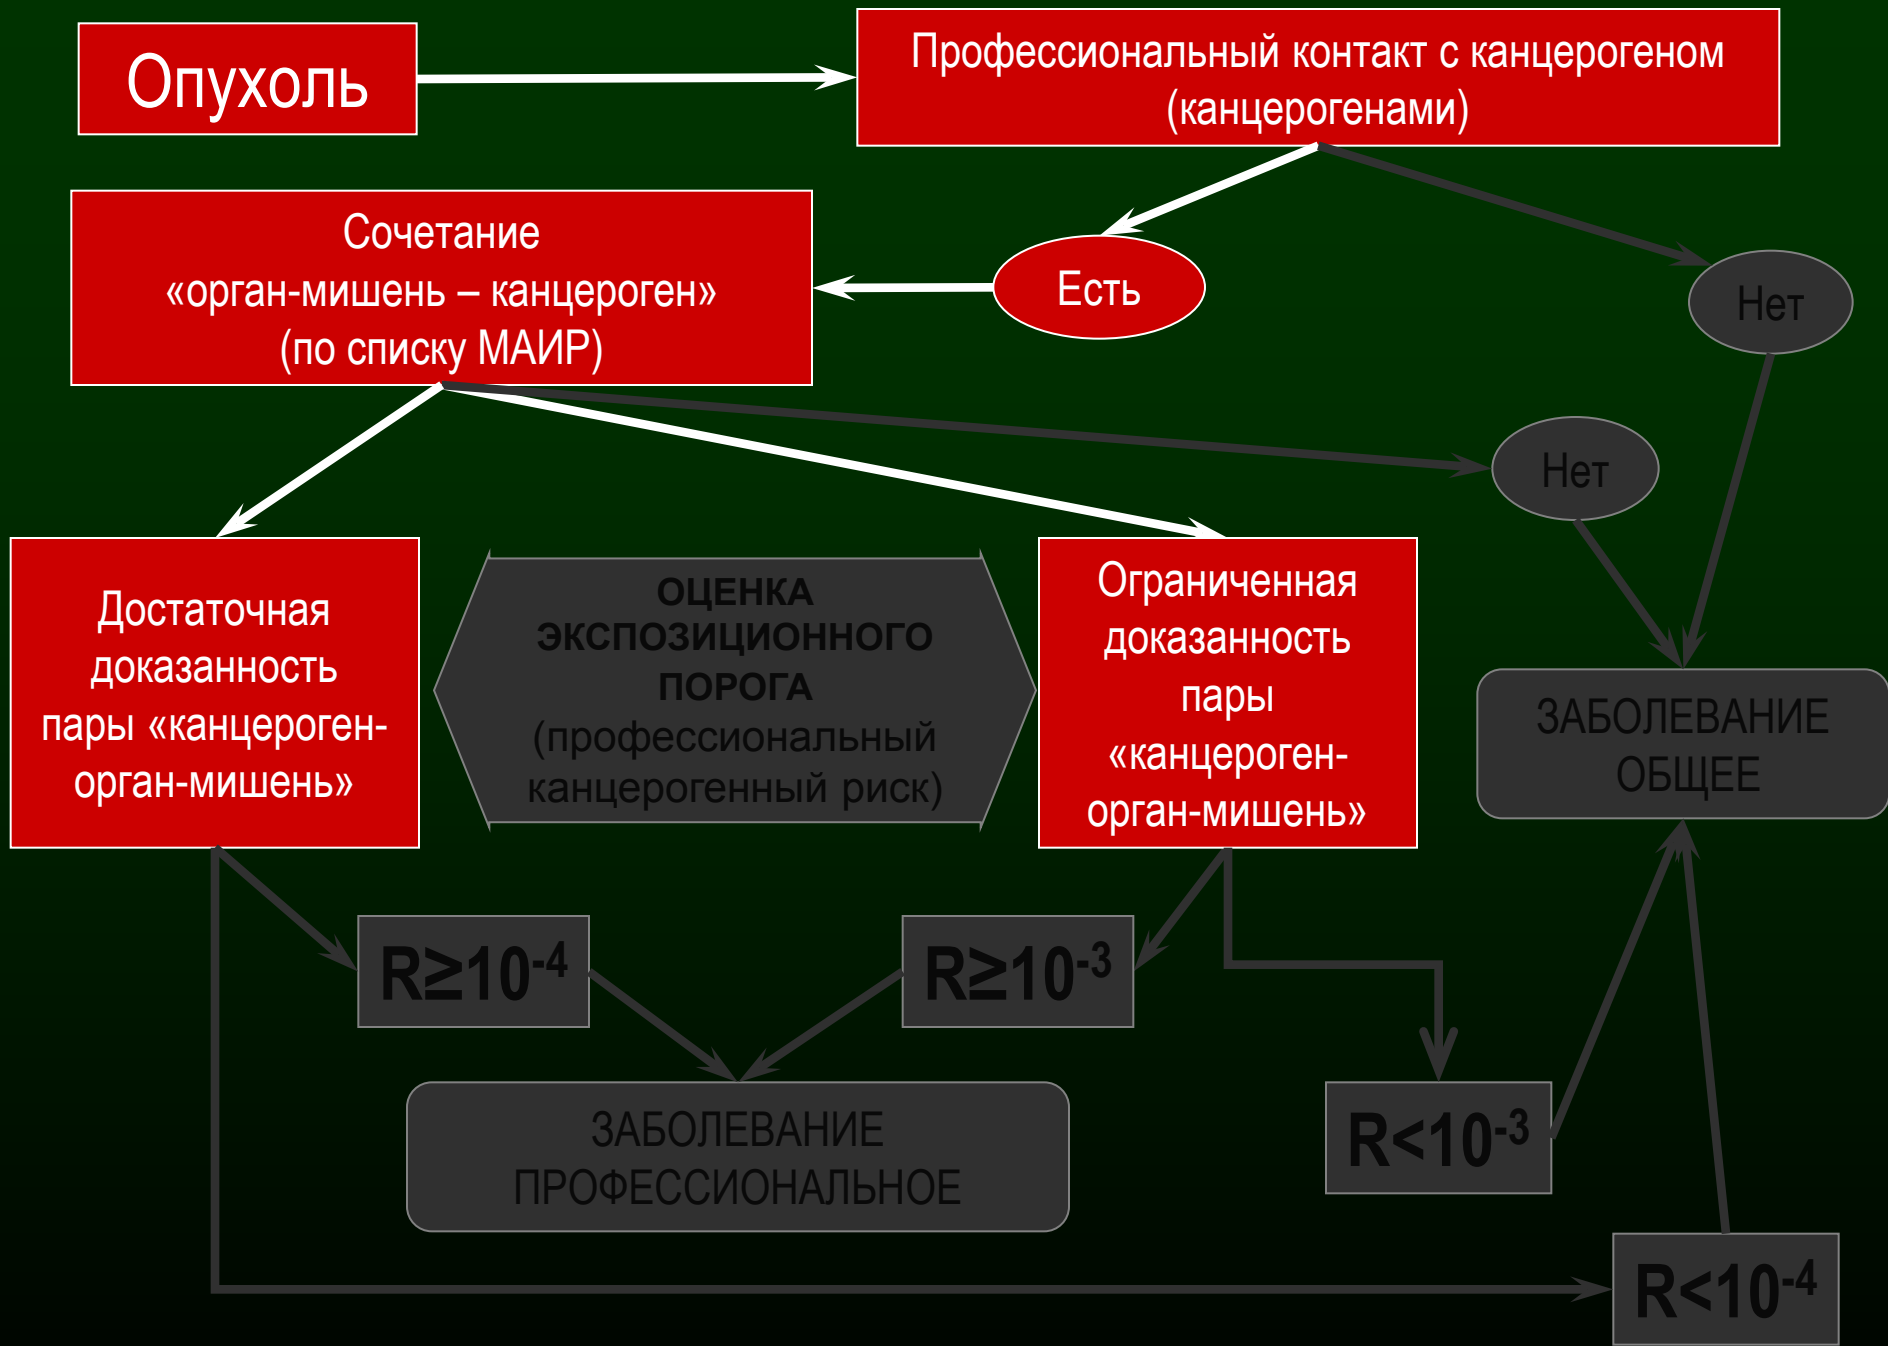 Опухоль
Профессиональный контакт с канцерогеном
(канцерогенами)
Сочетание
«орган-мишень – канцероген»
(по списку МАИР)
Есть
Нет
Нет
Достаточная
доказанность
пары «канцероген-
орган-мишень»
ОЦЕНКА
ЭКСПОЗИЦИОННОГО
ПОРОГА
(профессиональный
канцерогенный риск)
Ограниченная
доказанность
пары
«канцероген-
орган-мишень»
ЗАБОЛЕВАНИЕ
ОБЩЕЕ
R≥10⁻⁴
R≥10⁻³
ЗАБОЛЕВАНИЕ
ПРОФЕССИОНАЛЬНОЕ
R<10⁻³
R<10⁻⁴